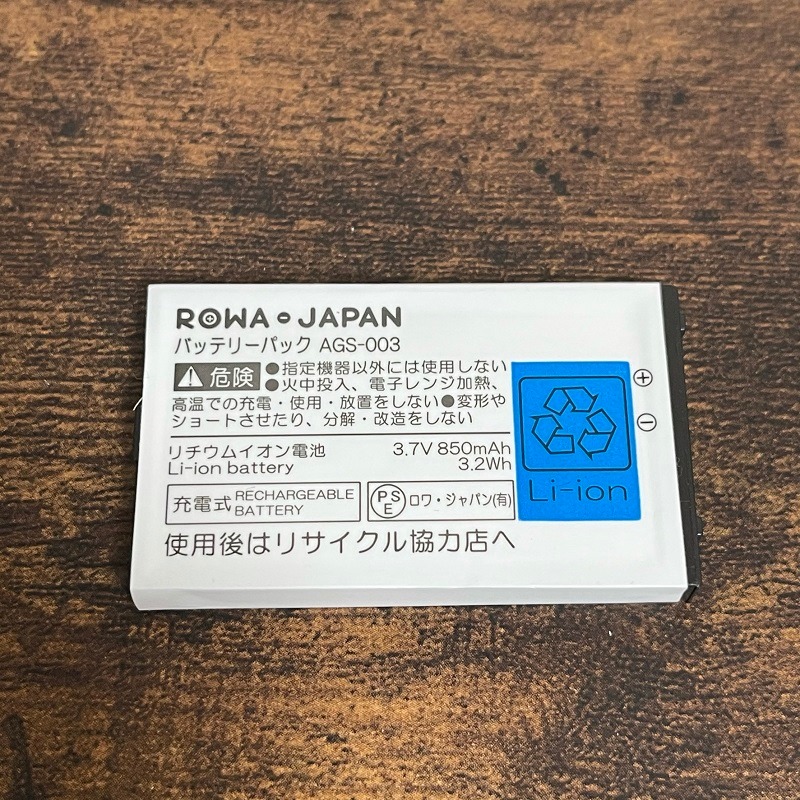 ROWA JAPAN
バッテリーパック AGS-003
危険 ●指定機器以外には使用しない
●火中投入、電子レンジ加熱、
高温での充電・使用・放置をしない●変形や
ショートさせたり、分解・改造をしない
リチウムイオン電池 3.7V 850mAh
Li-ion battery 3.2Wh
充電式 RECHARGEABLE BATTERY
PSE ロワ・ジャパン(有)
使用後はリサイクル協力店へ
Li-ion
+
-